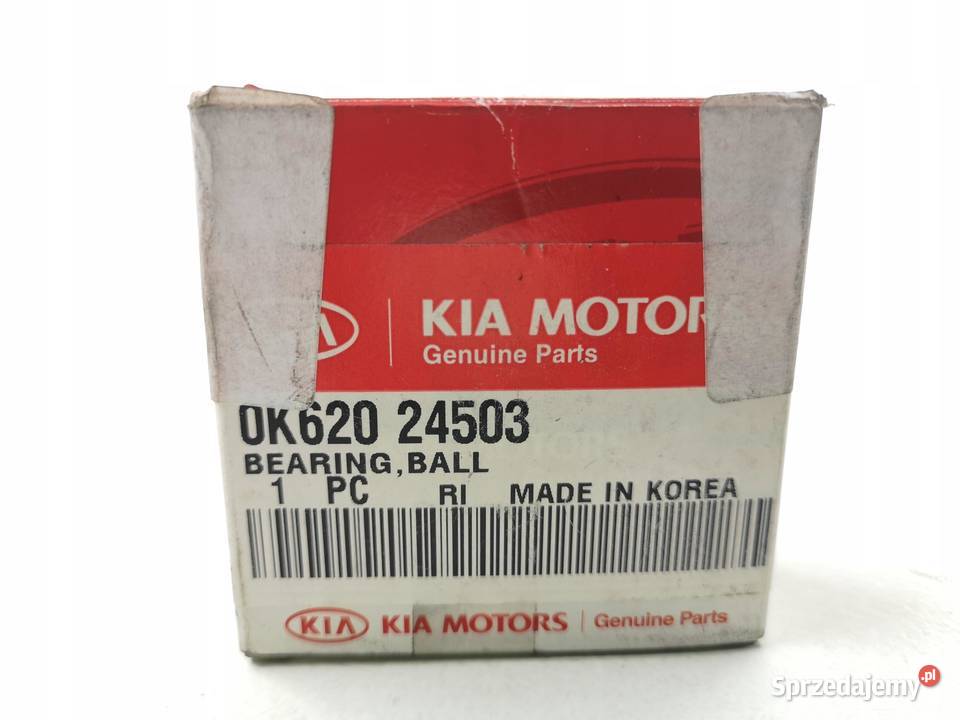 KIA MOTORS
Genuine Parts
0K620 24503
BEARING,BALL
1 PC RI MADE IN KOREA
KIA KIA MOTORS Genuine Parts
Sprzedajemy.pl